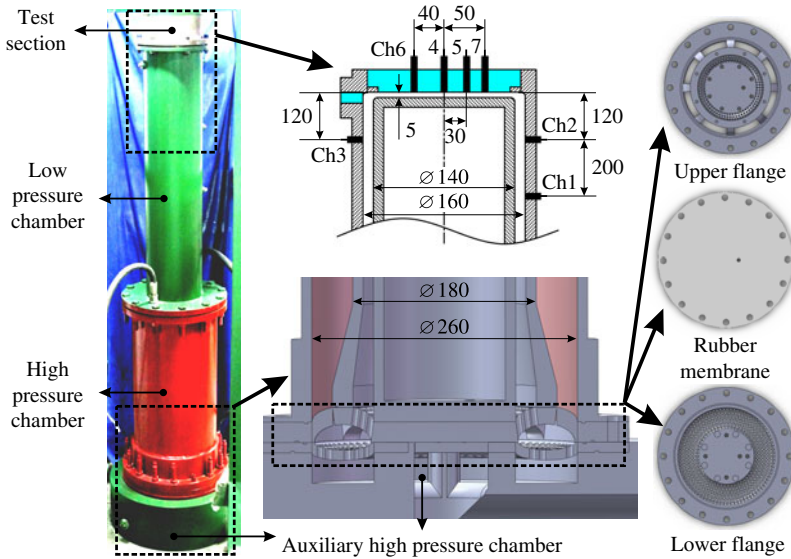 Test
section
Low
pressure
chamber
High
pressure
chamber
40
50
Ch6
4
5
7
120
120
5
30
Ch3
Ch2
200
Ch1
⌀140
⌀160
⌀180
⌀260
Upper flange
Rubber
membrane
Lower flange
Auxiliary high pressure chamber